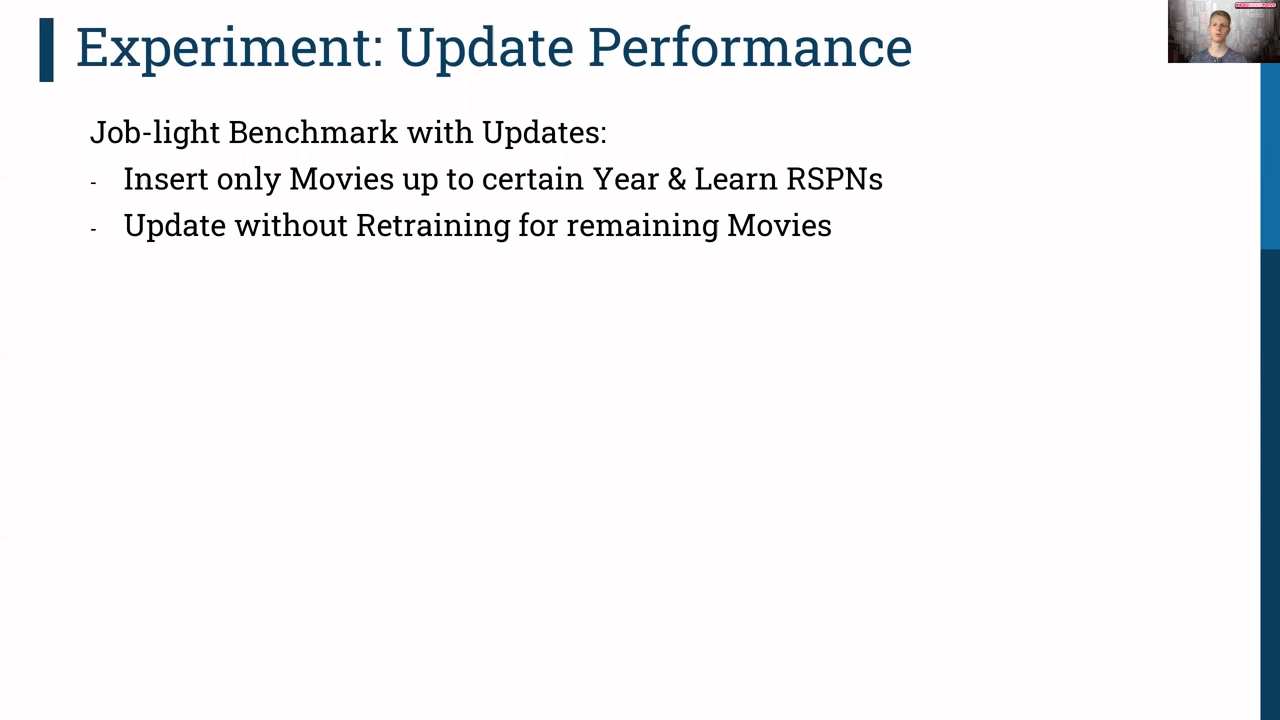 Experiment: Update Performance
Job-light Benchmark with Updates:
- Insert only Movies up to certain Year & Learn RSPNs
- Update without Retraining for remaining Movies